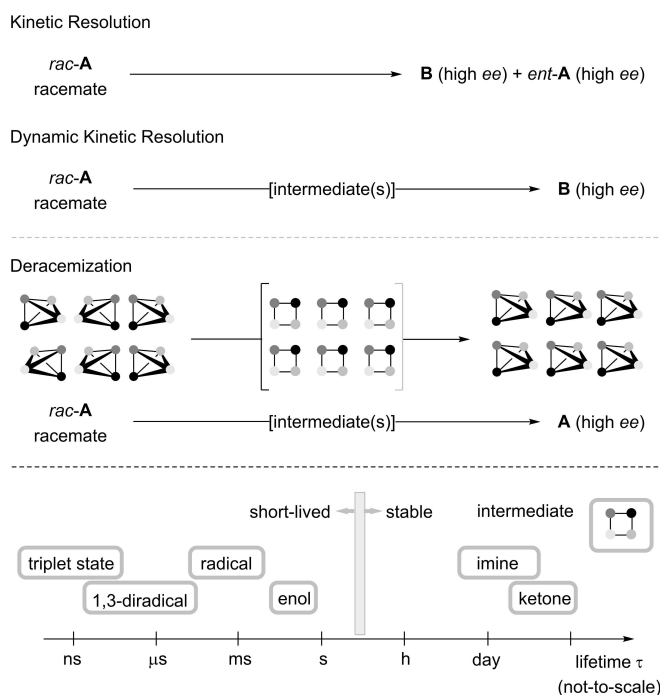 Kinetic Resolution
rac-A
racemate
B (high ee) + ent-A (high ee)
Dynamic Kinetic Resolution
rac-A
racemate
[intermediate(s)]
B (high ee)
Deracemization
rac-A
racemate
[intermediate(s)]
A (high ee)
short-lived
stable
intermediate
triplet state
radical
imine
1,3-diradical
enol
ketone
ns
μs
ms
s
h
day
lifetime τ
(not-to-scale)